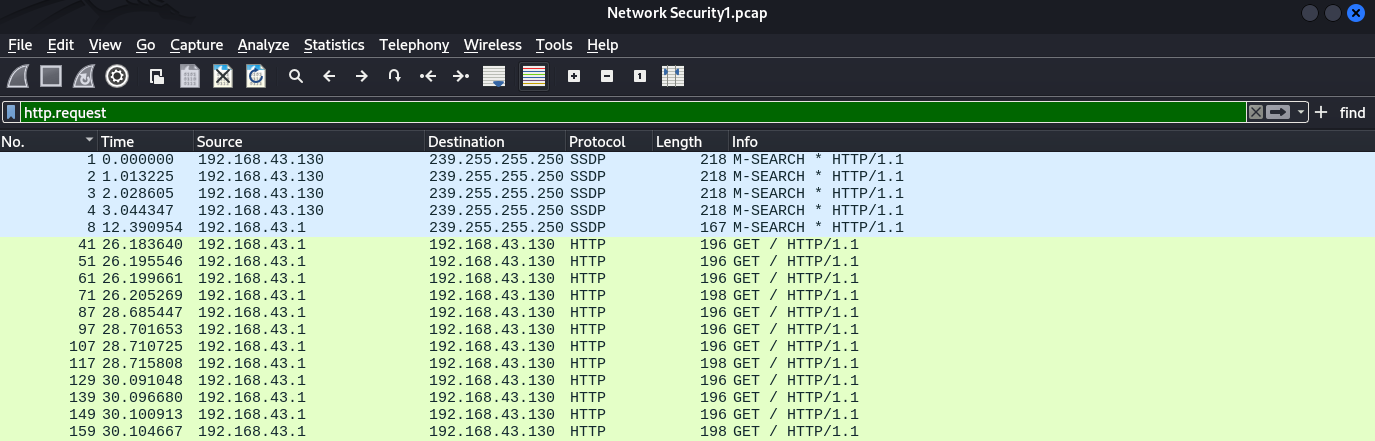 Network Security1.pcap
File Edit View Go Capture Analyze Statistics Telephony Wireless Tools Help
http.request find
No. Time Source Destination Protocol Length Info
1 0.000000 192.168.43.130 239.255.255.250 SSDP 218 M-SEARCH * HTTP/1.1
2 1.013225 192.168.43.130 239.255.255.250 SSDP 218 M-SEARCH * HTTP/1.1
3 2.028605 192.168.43.130 239.255.255.250 SSDP 218 M-SEARCH * HTTP/1.1
4 3.044347 192.168.43.130 239.255.255.250 SSDP 218 M-SEARCH * HTTP/1.1
8 12.390954 192.168.43.1 239.255.255.250 SSDP 167 M-SEARCH * HTTP/1.1
41 26.183640 192.168.43.1 192.168.43.130 HTTP 196 GET / HTTP/1.1
51 26.195546 192.168.43.1 192.168.43.130 HTTP 196 GET / HTTP/1.1
61 26.199661 192.168.43.1 192.168.43.130 HTTP 196 GET / HTTP/1.1
71 26.205269 192.168.43.1 192.168.43.130 HTTP 198 GET / HTTP/1.1
87 28.685447 192.168.43.1 192.168.43.130 HTTP 196 GET / HTTP/1.1
97 28.701653 192.168.43.1 192.168.43.130 HTTP 196 GET / HTTP/1.1
107 28.710725 192.168.43.1 192.168.43.130 HTTP 196 GET / HTTP/1.1
117 28.715808 192.168.43.1 192.168.43.130 HTTP 198 GET / HTTP/1.1
129 30.091048 192.168.43.1 192.168.43.130 HTTP 196 GET / HTTP/1.1
139 30.096680 192.168.43.1 192.168.43.130 HTTP 196 GET / HTTP/1.1
149 30.100913 192.168.43.1 192.168.43.130 HTTP 196 GET / HTTP/1.1
159 30.104667 192.168.43.1 192.168.43.130 HTTP 198 GET / HTTP/1.1